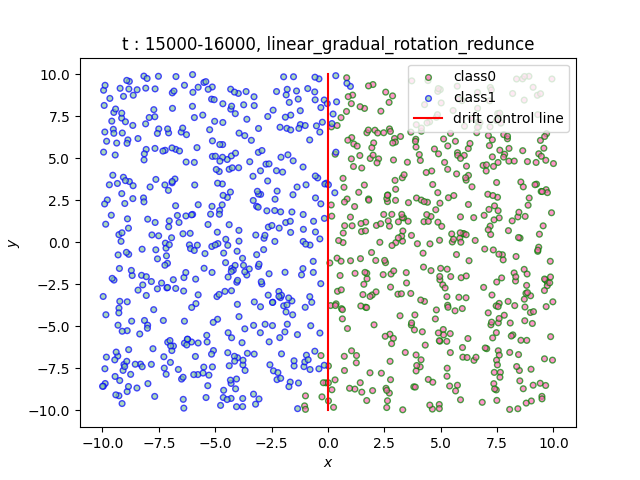 t : 15000-16000, linear_gradual_rotation_redunce
class0
class1
drift control line
10.0
7.5
5.0
2.5
0.0
−2.5
−5.0
−7.5
−10.0
y
−10.0 −7.5 −5.0 −2.5 0.0 2.5 5.0 7.5 10.0
x